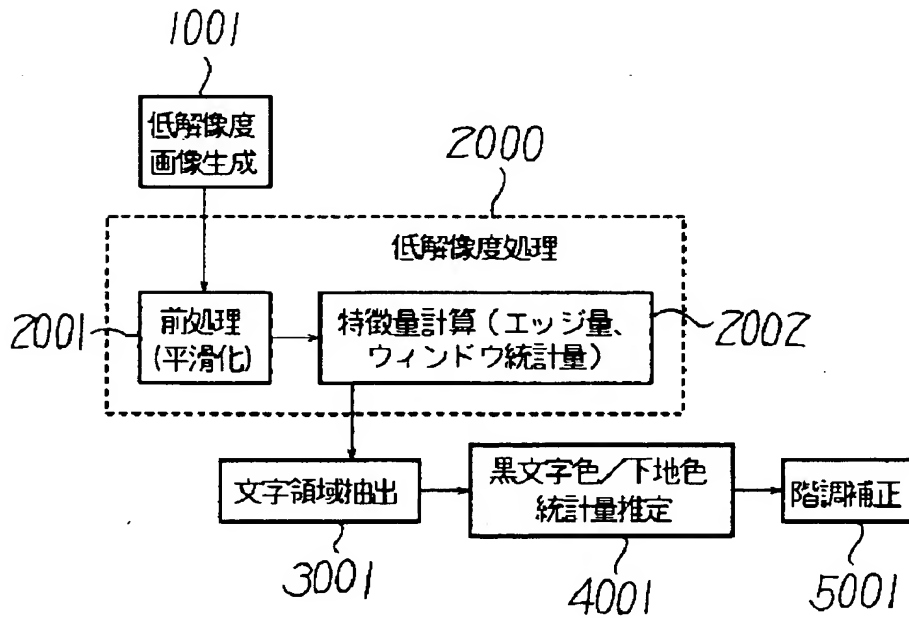 1001
低解像度
画像生成
2000
低解像度処理
2001
前処理
(平滑化)
特徴量計算(エッジ量、
ウィンドウ統計量)
2002
文字領域抽出
黒文字色/下地色
統計量推定
階調補正
3001
4001
5001